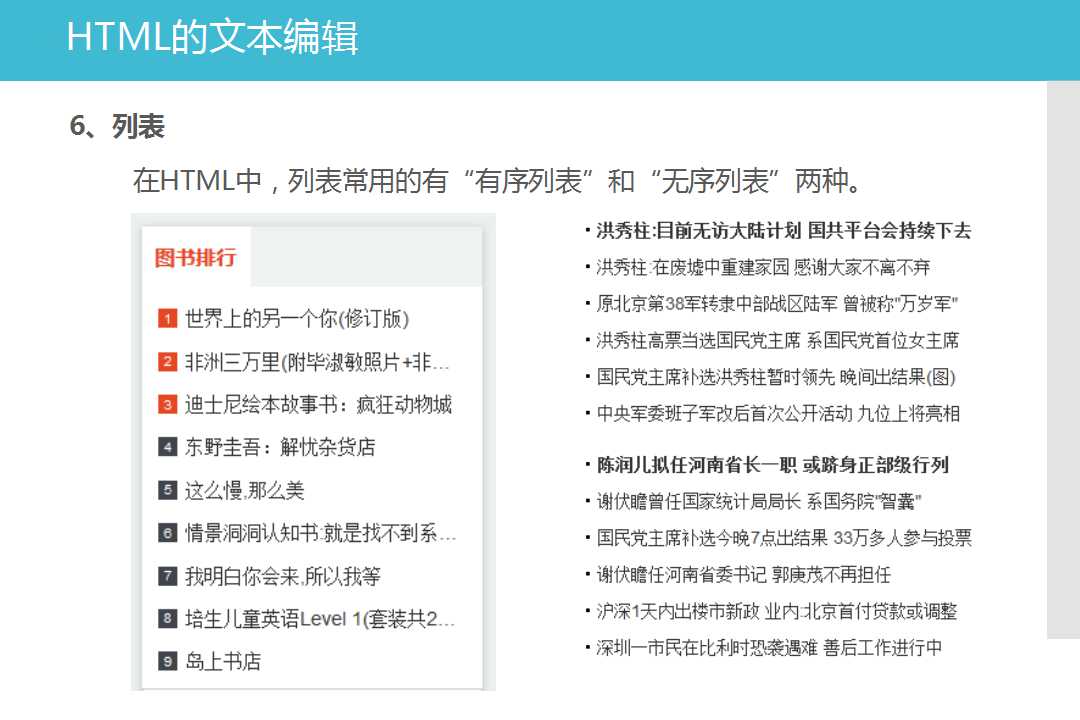 HTML的文本编辑
6、列表
在HTML中，列表常用的有“有序列表”和“无序列表”两种。
图书排行
1 世界上的另一个你(修订版)
2 非洲三万里(附毕淑敏照片+非...
3 迪士尼绘本故事书：疯狂动物城
4 东野圭吾：解忧杂货店
5 这么慢,那么美
6 情景洞洞认知书:就是找不到系...
7 我明白你会来,所以我等
8 培生儿童英语Level 1(套装共2...
9 岛上书店
· 洪秀柱:目前无访大陆计划 国共平台会持续下去
· 洪秀柱:在废墟中重建家园 感谢大家不离不弃
· 原北京第38军转隶中部战区陆军 曾被称"万岁军"
· 洪秀柱高票当选国民党主席 系国民党首位女主席
· 国民党主席补选洪秀柱暂时领先 晚间出结果(图)
· 中央军委班子军改后首次公开活动 九位上将亮相
· 陈润儿拟任河南省长一职 或跻身正部级行列
· 谢伏瞻曾任国家统计局局长 系国务院"智囊"
· 国民党主席补选今晚7点出结果 33万多人参与投票
· 谢伏瞻任河南省委书记 郭庚茂不再担任
· 沪深1天内出楼市新政 业内:北京首付贷款或调整
· 深圳一市民在比利时恐袭遇难 善后工作进行中